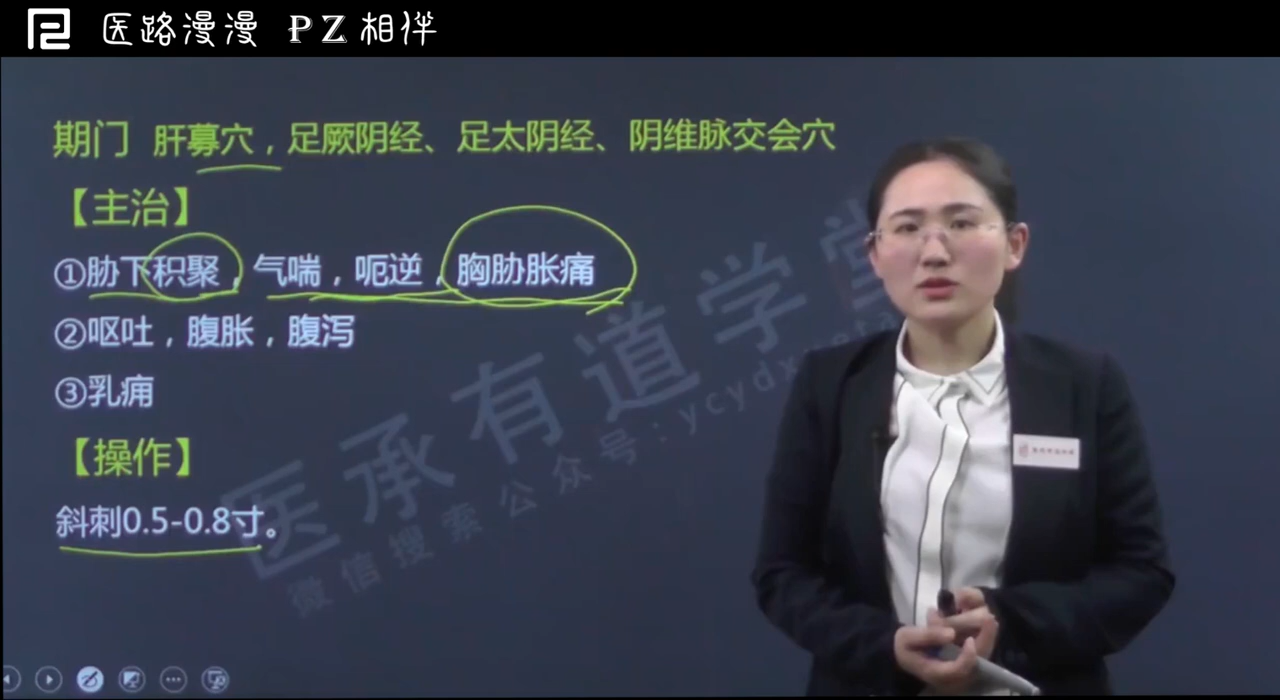 医路漫漫 PZ相伴
期门 肝募穴，足厥阴经、足太阴经、阴维脉交会穴
【主治】
①胁下积聚，气喘，呃逆，胸胁胀痛
②呕吐，腹胀，腹泻
③乳痈
【操作】
斜刺0.5-0.8寸。
医承有道学堂
微信搜索公众号：ycydx